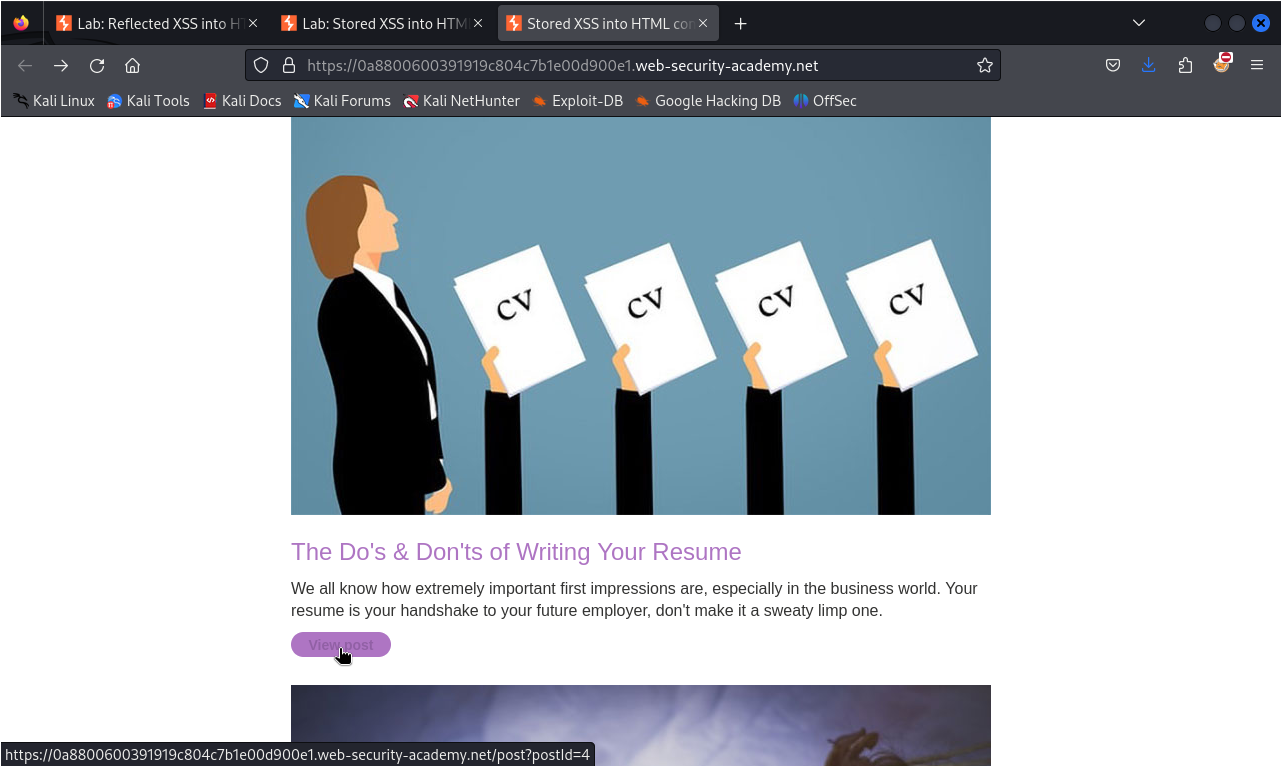 Lab: Reflected XSS into HT
Lab: Stored XSS into HTM
Stored XSS into HTML con
https://0a8800600391919c804c7b1e00d900e1.web-security-academy.net
Kali Linux
Kali Tools
Kali Docs
Kali Forums
Kali NetHunter
Exploit-DB
Google Hacking DB
OffSec
CV
CV
CV
CV
The Do's & Don'ts of Writing Your Resume
We all know how extremely important first impressions are, especially in the business world. Your
resume is your handshake to your future employer, don't make it a sweaty limp one.
View post
https://0a8800600391919c804c7b1e00d900e1.web-security-academy.net/post?postId=4